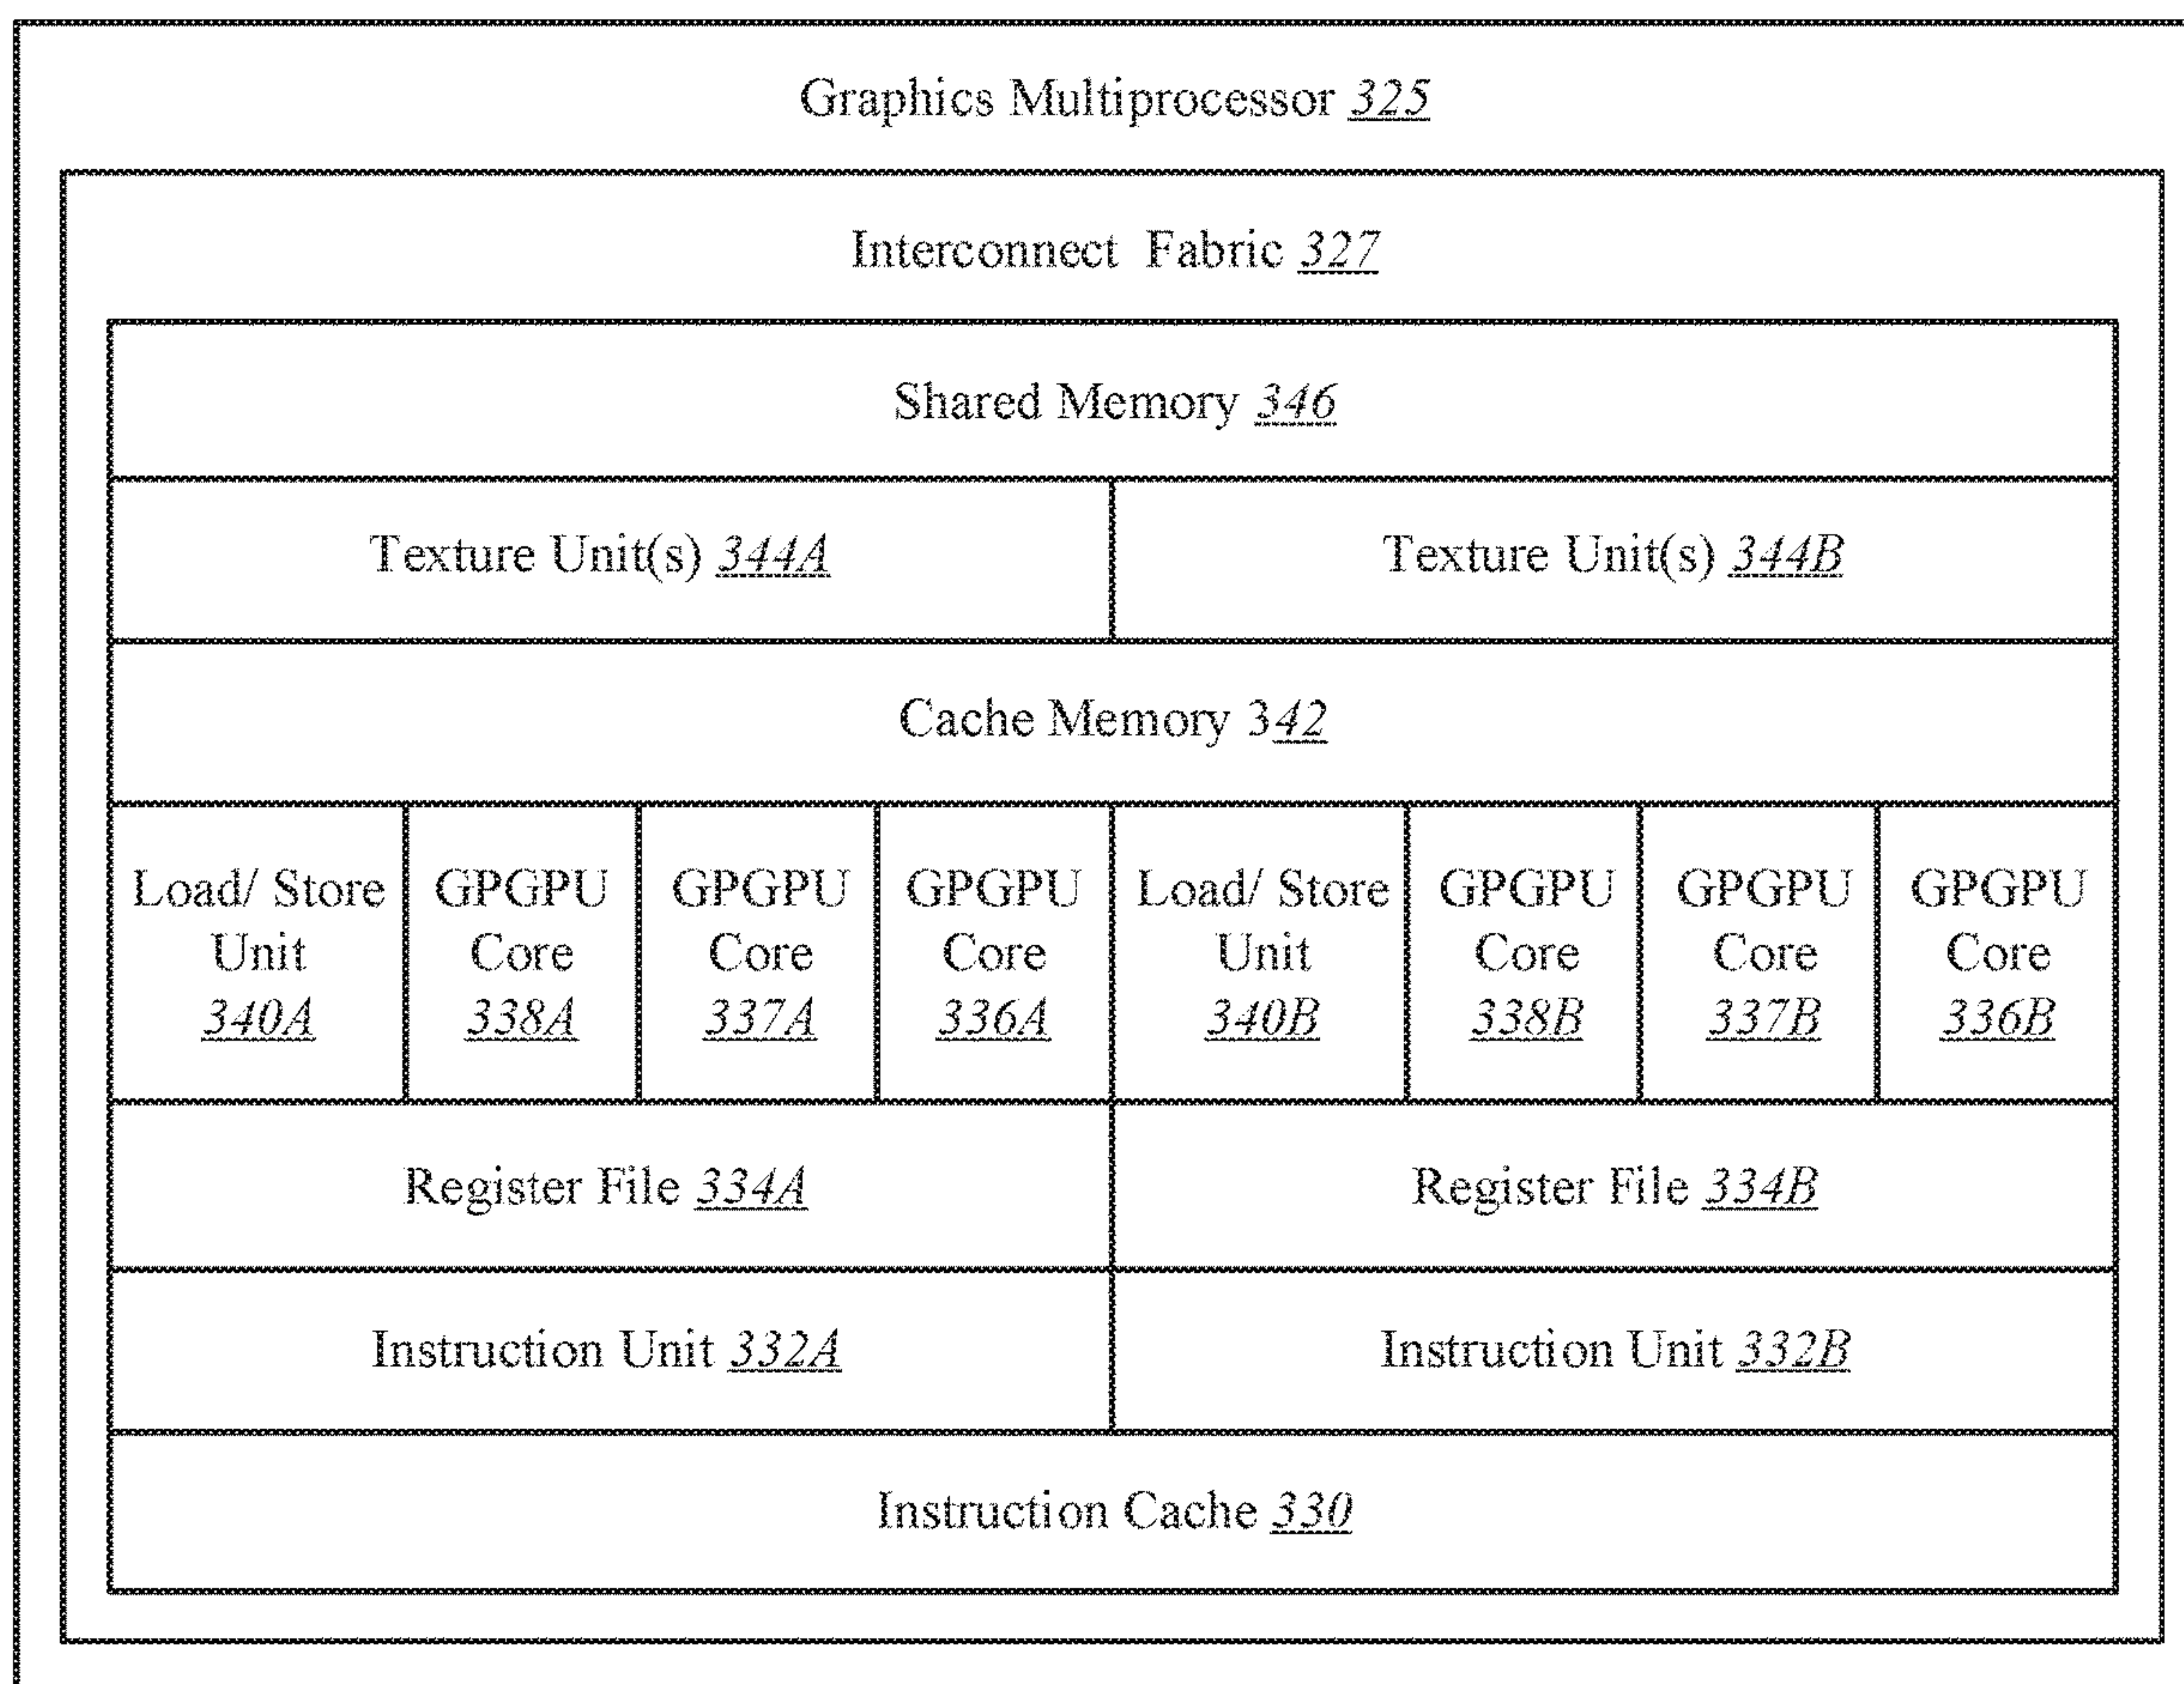 Graphics Multiprocessor 325
Interconnect Fabric 327
Shared Memory 346
Texture Unit(s) 344A
Texture Unit(s) 344B
Cache Memory 342
Load/ Store
Unit
340A
GPGPU
Core
338A
GPGPU
Core
337A
GPGPU
Core
336A
Load/ Store
Unit
340B
GPGPU
Core
338B
GPGPU
Core
337B
GPGPU
Core
336B
Register File 334A
Register File 334B
Instruction Unit 332A
Instruction Unit 332B
Instruction Cache 330